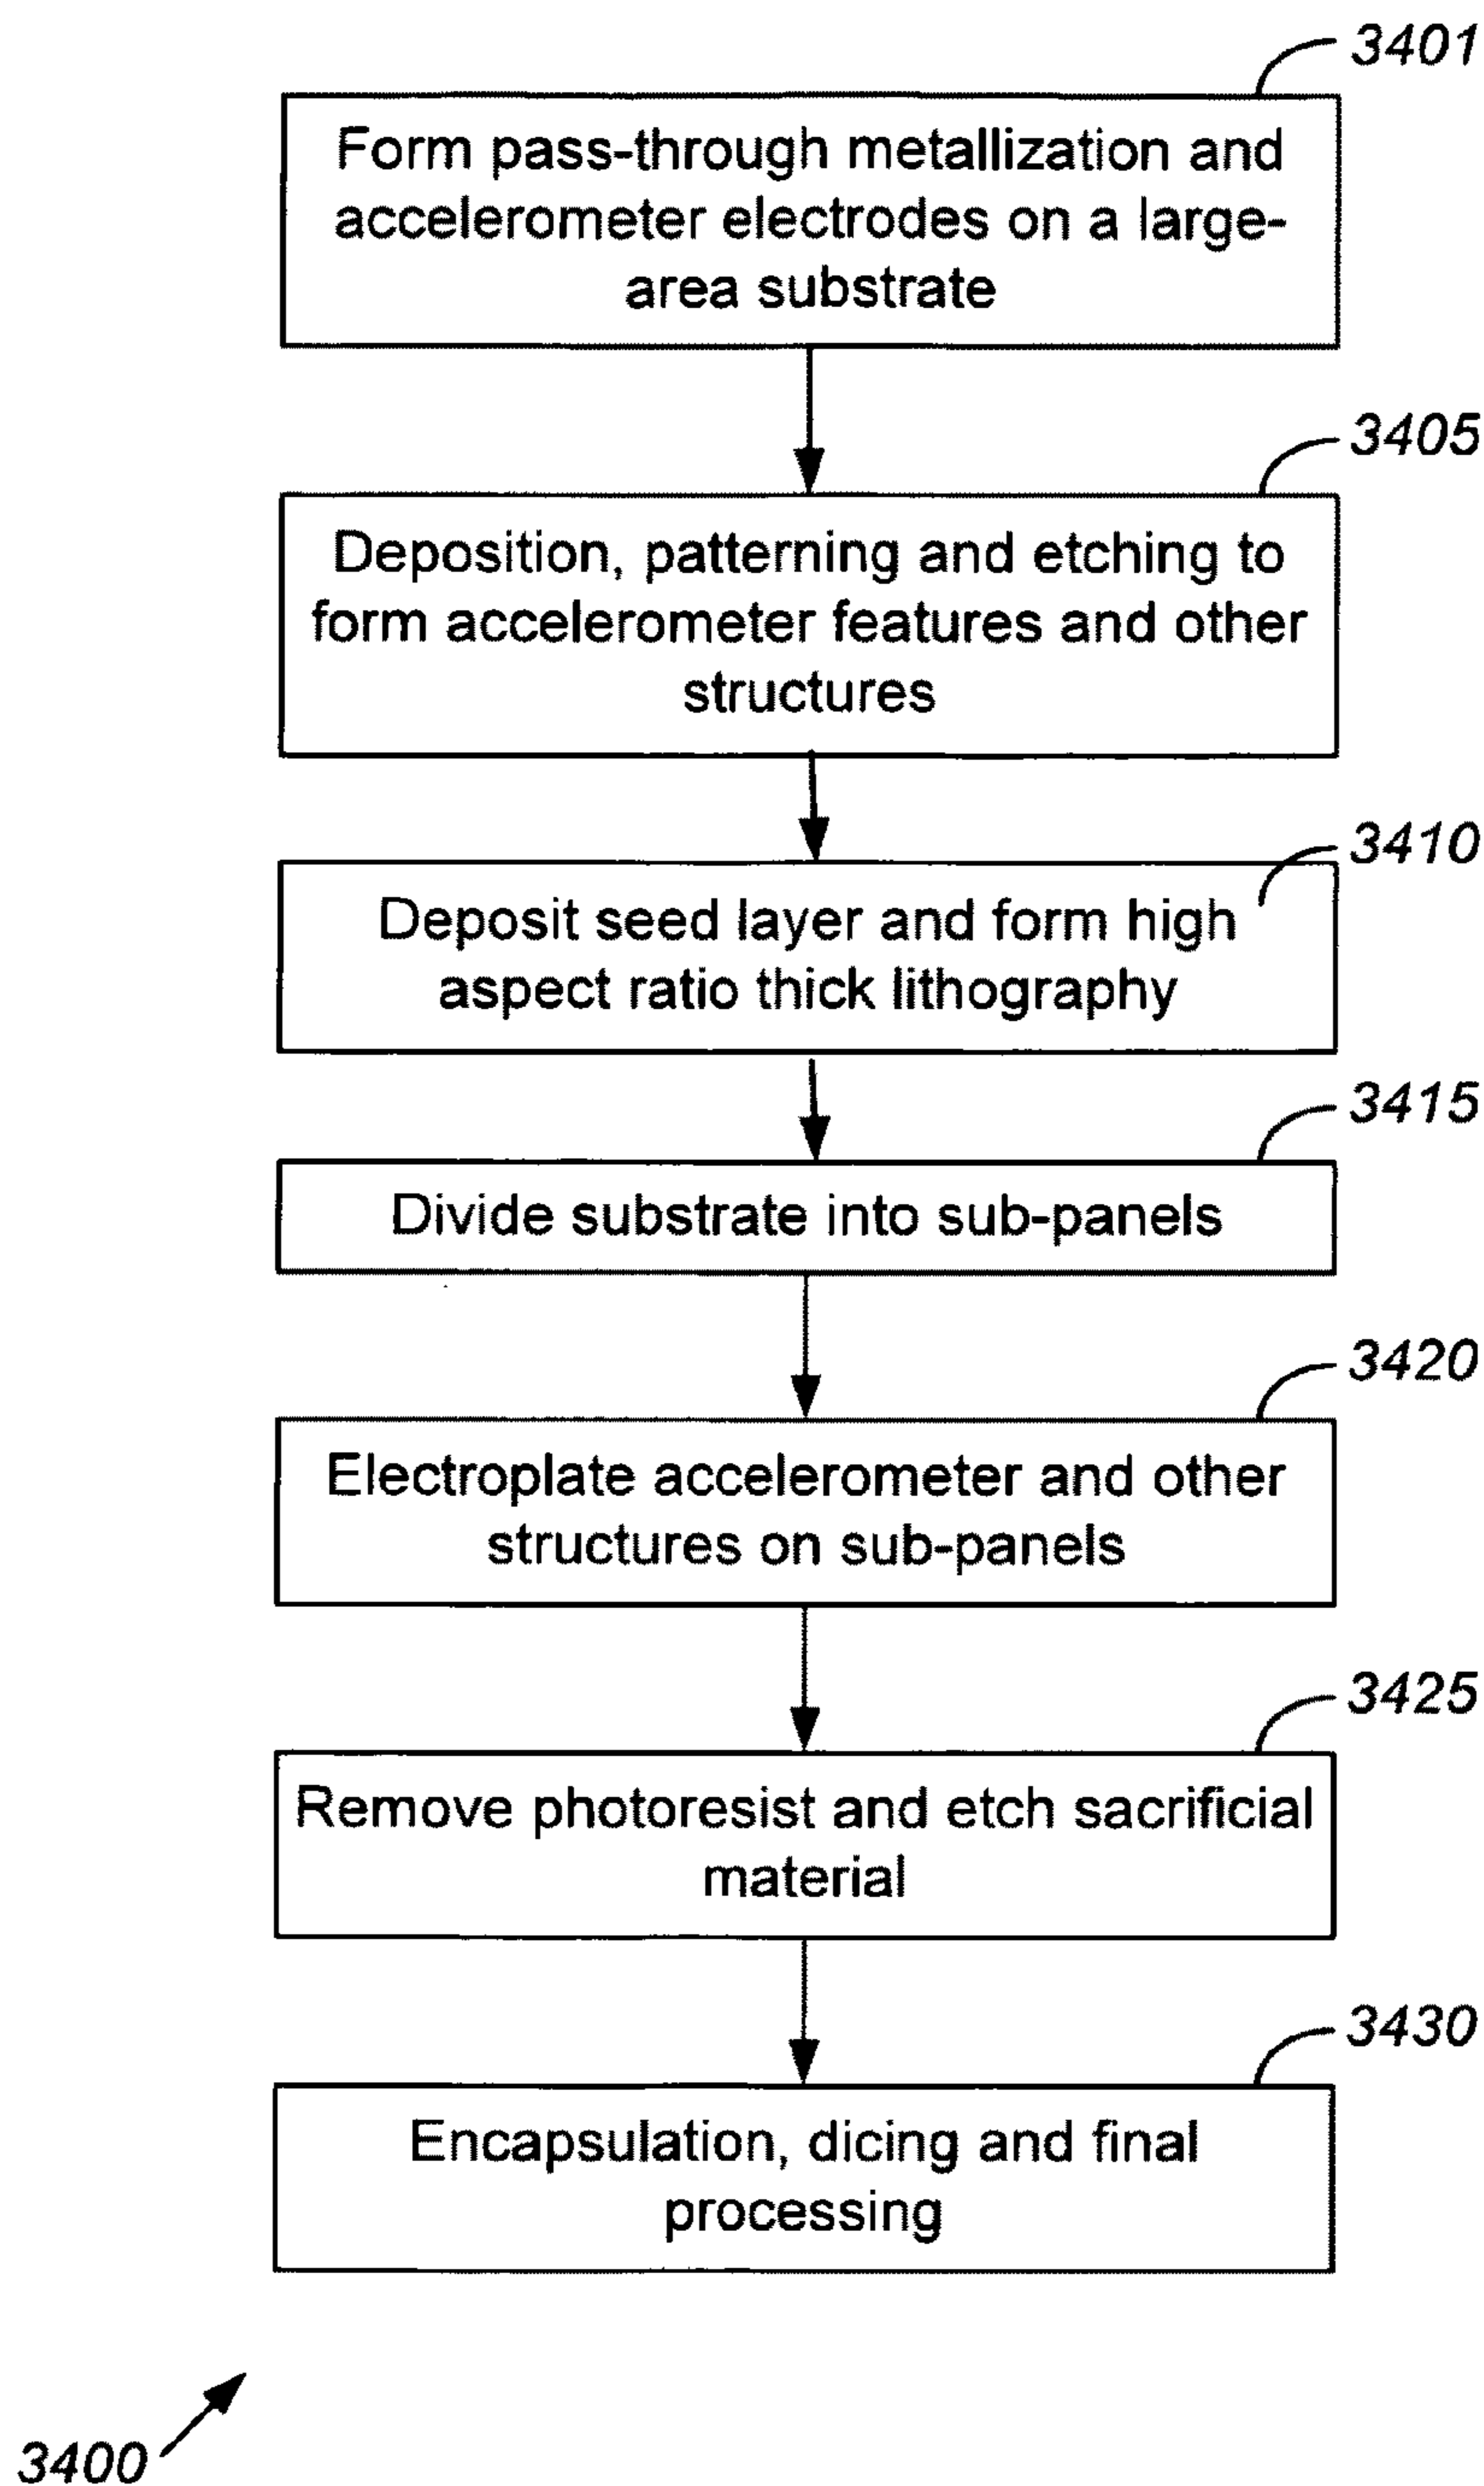 3401
Form pass-through metallization and
accelerometer electrodes on a large-
area substrate
3405
Deposition, patterning and etching to
form accelerometer features and other
structures
3410
Deposit seed layer and form high
aspect ratio thick lithography
3415
Divide substrate into sub-panels
3420
Electroplate accelerometer and other
structures on sub-panels
3425
Remove photoresist and etch sacrificial
material
3430
Encapsulation, dicing and final
processing
3400